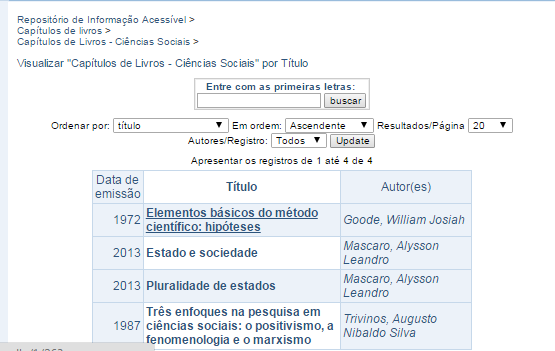 Repositório de Informação Acessível >
Capítulos de livros >
Capítulos de Livros - Ciências Sociais >
Visualizar "Capítulos de Livros - Ciências Sociais" por Título
Entre com as primeiras letras:
buscar
Ordenar por: título Em ordem: Ascendente Resultados/Página 20
Autores/Registro: Todos Update
Apresentar os registros de 1 até 4 de 4
Data de emissão Título Autor(es)
1972 Elementos básicos do método científico: hipóteses Goode, William Josiah
2013 Estado e sociedade Mascaro, Alysson Leandro
2013 Pluralidade de estados Mascaro, Alysson Leandro
1987 Três enfoques na pesquisa em ciências sociais: o positivismo, a fenomenologia e o marxismo Trivinos, Augusto Nibaldo Silva